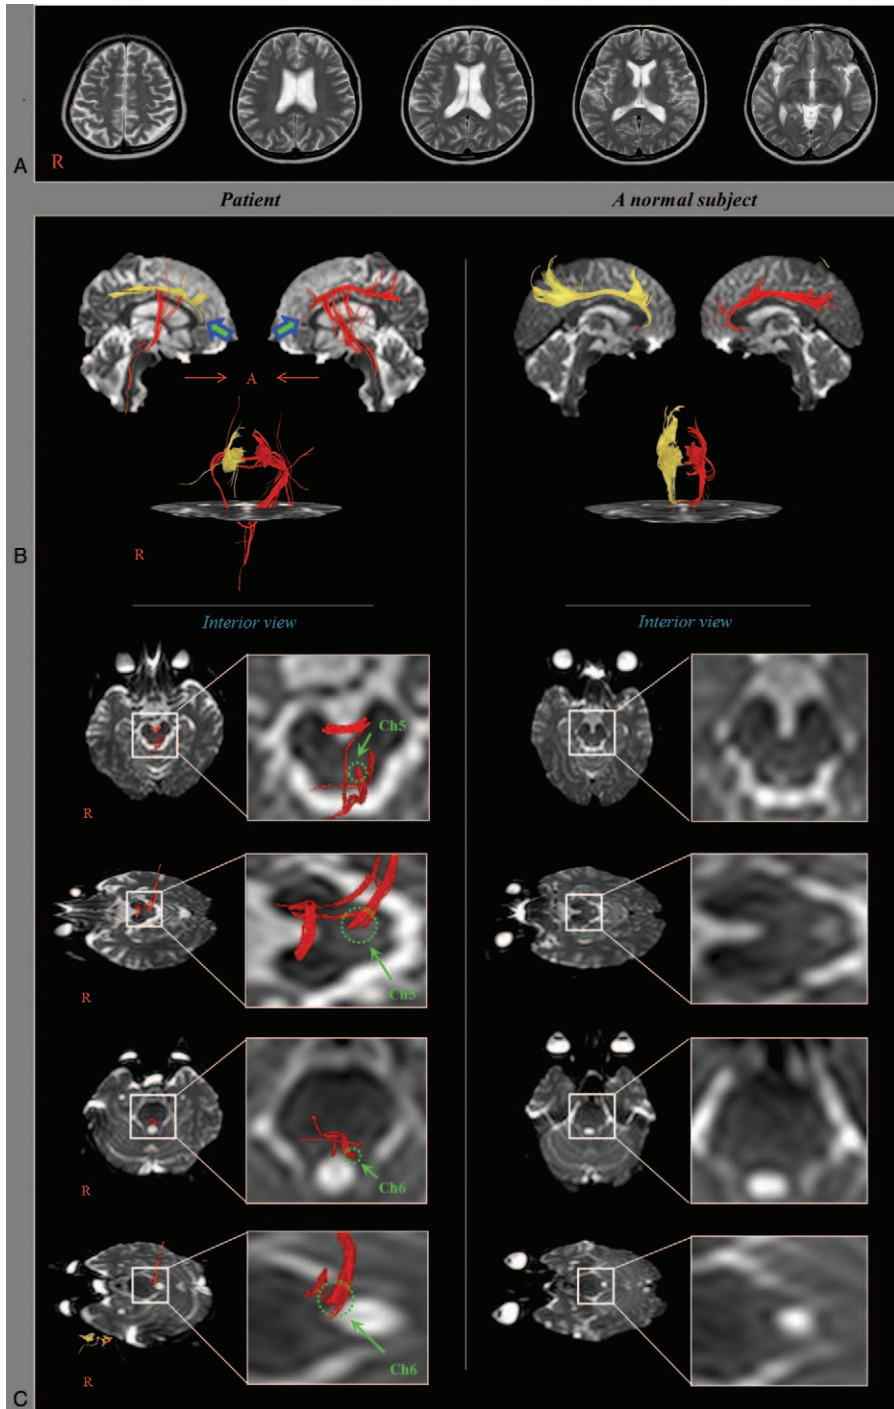 R
A
Patient
A normal subject
A
R
B
Interior view
Interior view
Ch5
R
Ch5
R
Ch6
R
Ch6
R
C